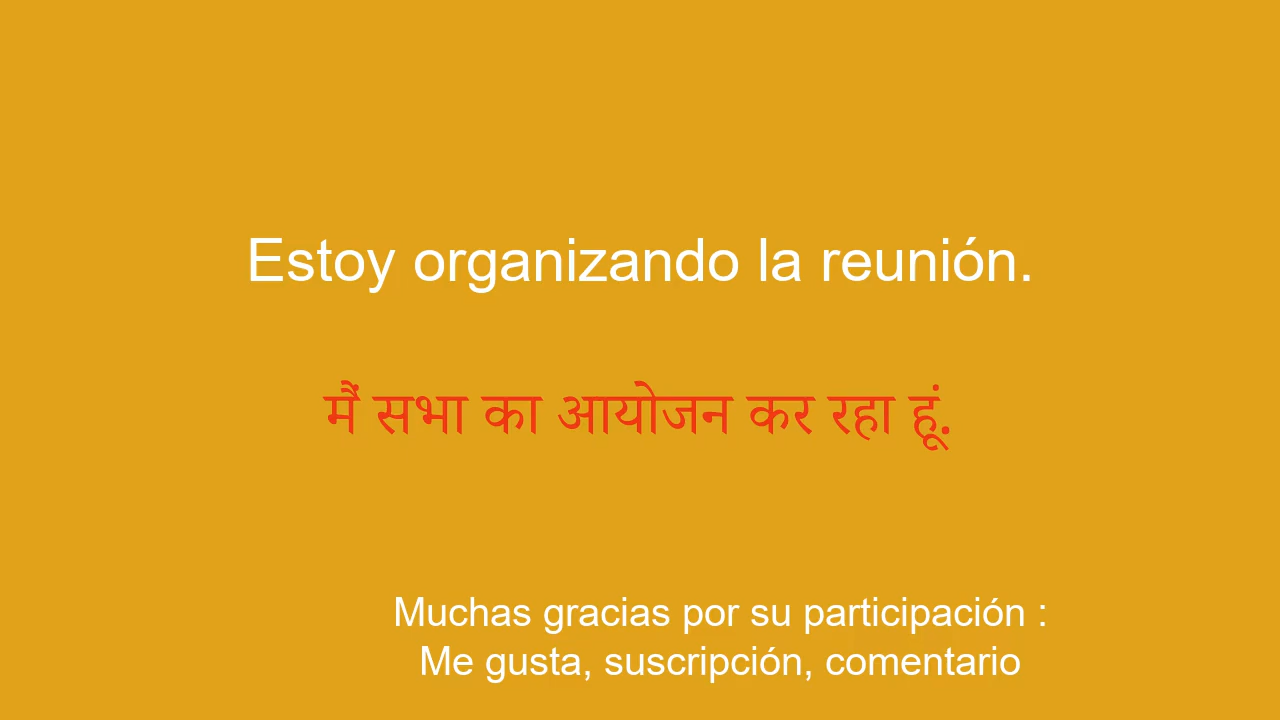 Estoy organizando la reunión.
मैं सभा का आयोजन कर रहा हूं.
Muchas gracias por su participación :
Me gusta, suscripción, comentario